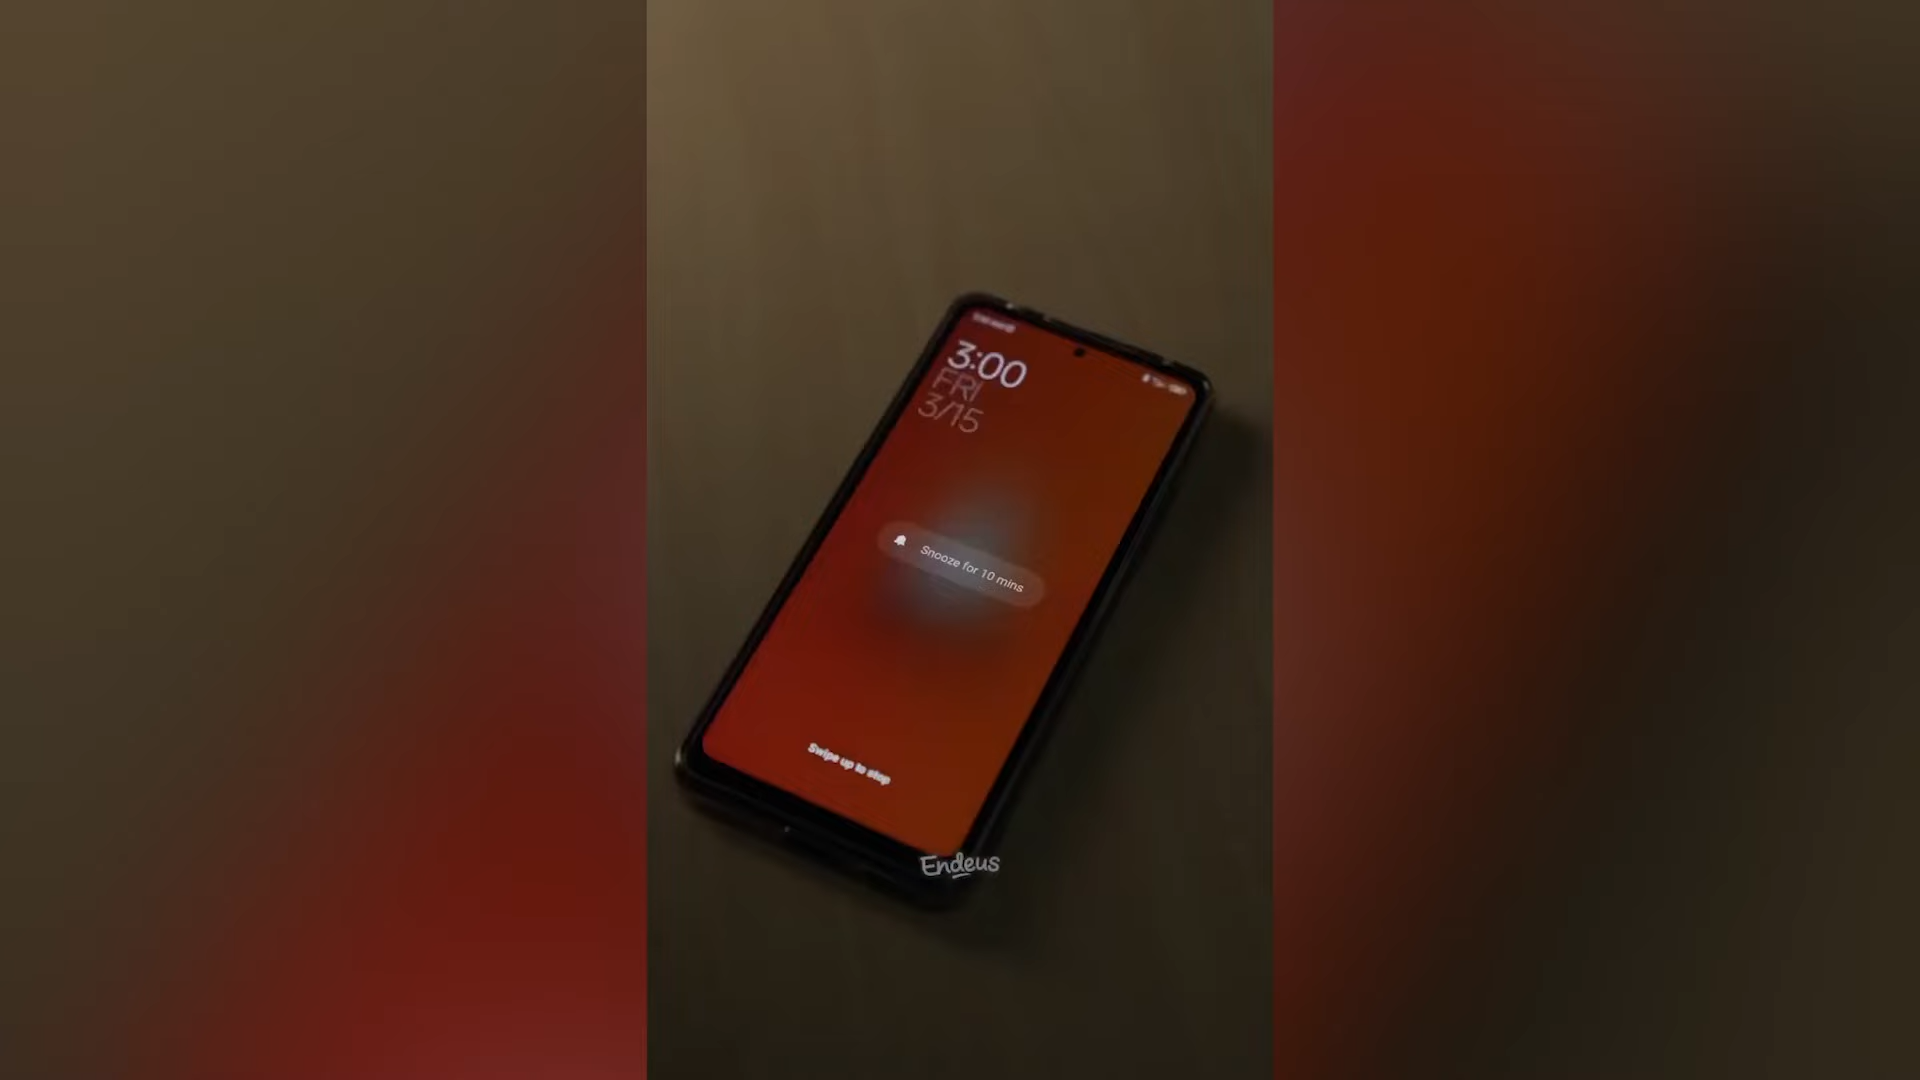 3:00
FRI
3/15
Snooze for 10 mins
Swipe up to stop
Endeus